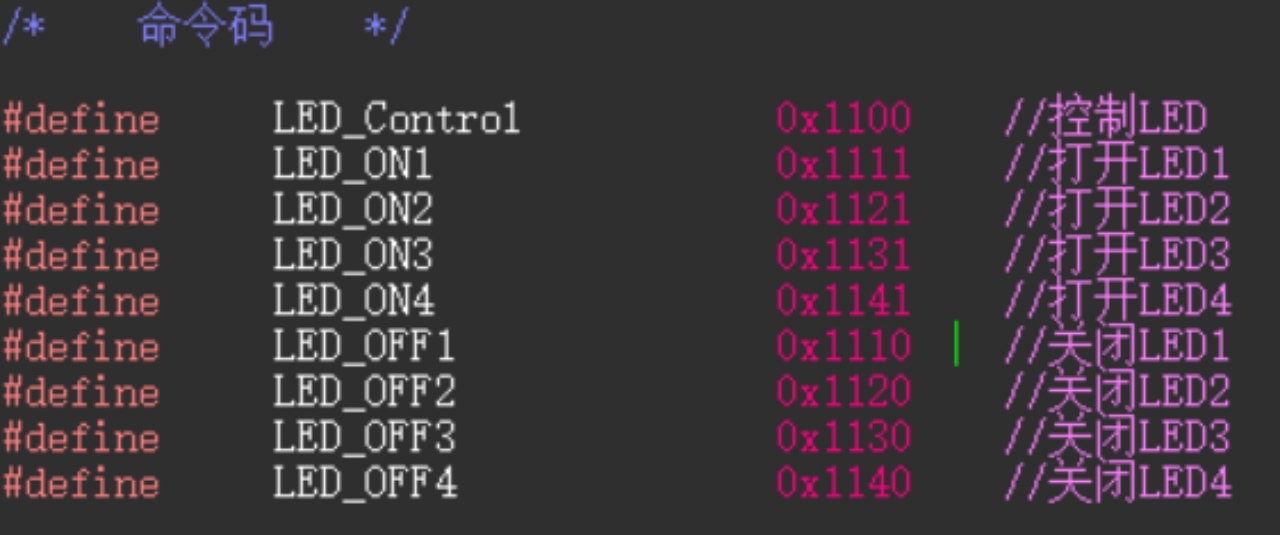 /*    命令码    */
#define     LED_Control     0x1100     //控制LED
#define     LED_ON1     0x1111     //打开LED1
#define     LED_ON2     0x1121     //打开LED2
#define     LED_ON3     0x1131     //打开LED3
#define     LED_ON4     0x1141     //打开LED4
#define     LED_OFF1     0x1110     //关闭LED1
#define     LED_OFF2     0x1120     //关闭LED2
#define     LED_OFF3     0x1130     //关闭LED3
#define     LED_OFF4     0x1140     //关闭LED4